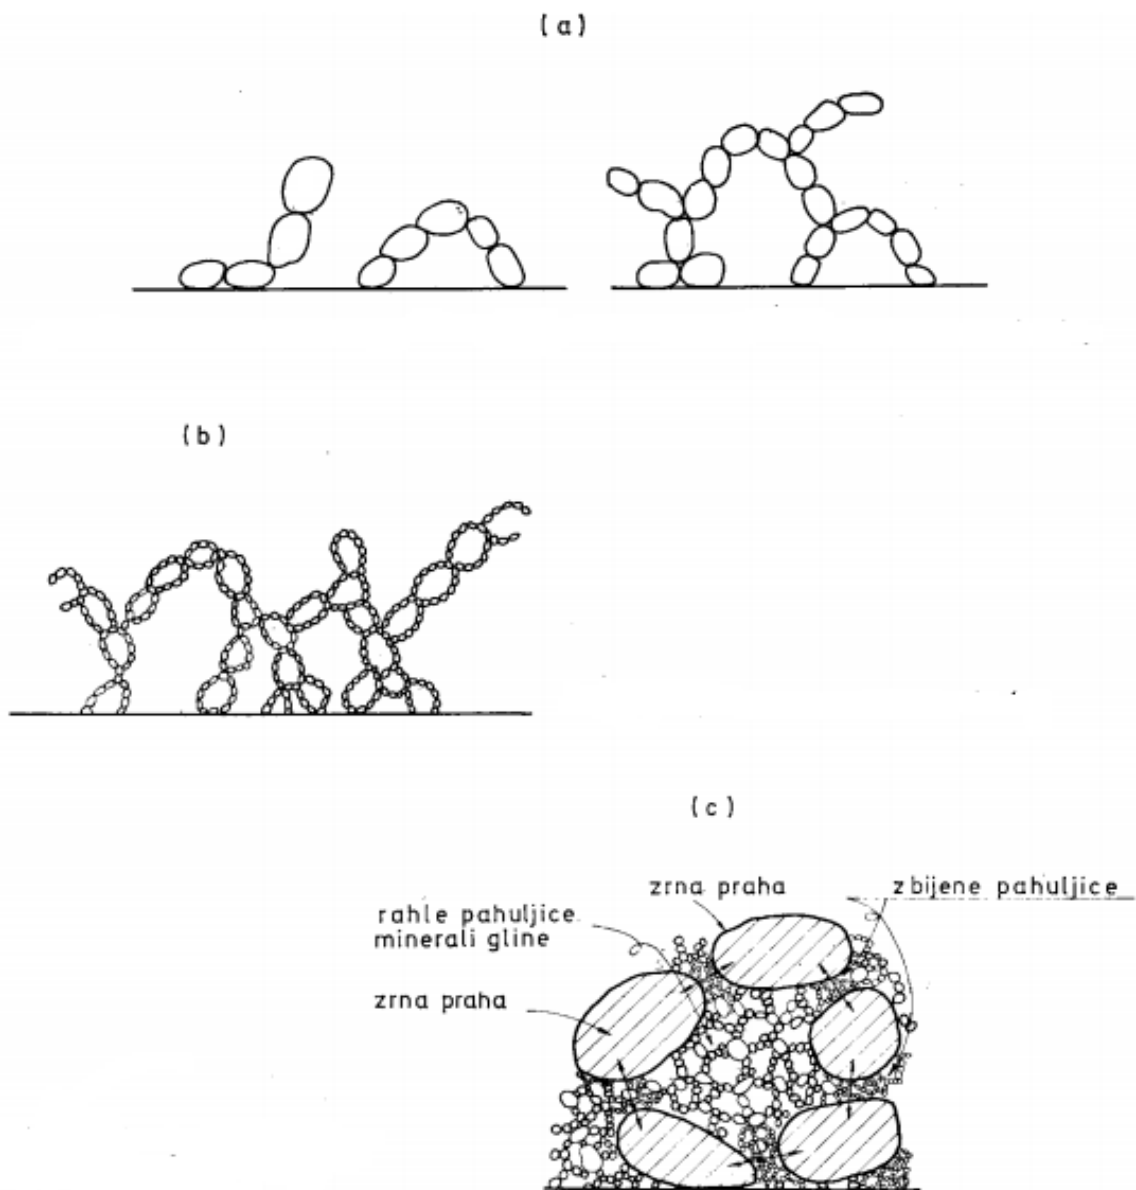 (a)
(b)
(c)
zrna praha
zbijene pahuljice
rahle pahuljice
minerali gline
zrna praha